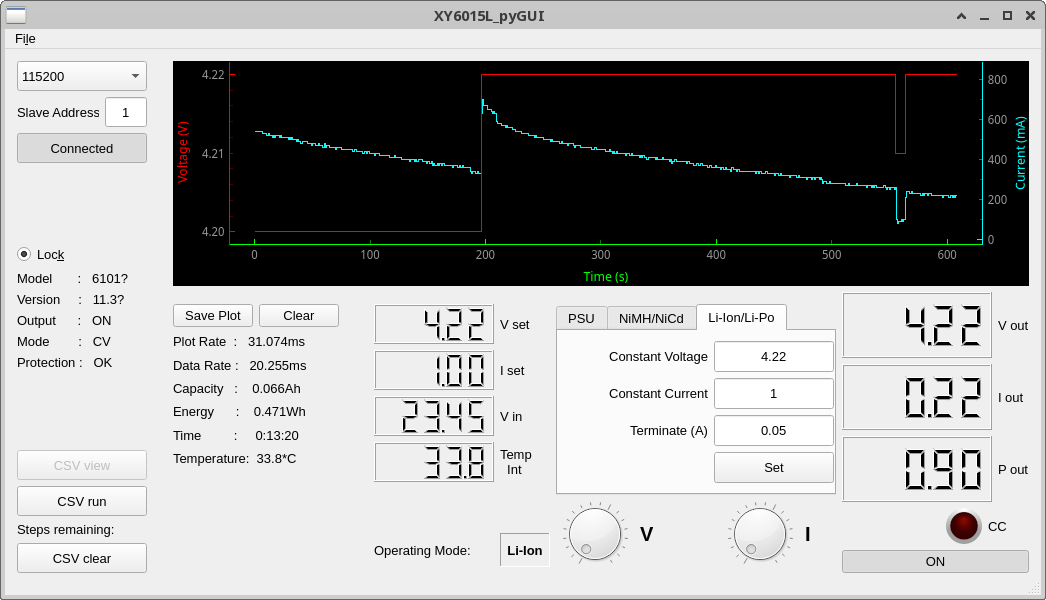 XY6015L_pyGUI
File
115200
Slave Address 1
Connected
Lock
Model : 6101?
Version : 11.3?
Output : ON
Mode : CV
Protection : OK
CSV view
CSV run
Steps remaining:
CSV clear
Voltage (V)
4.22
4.21
4.20
0 100 200 300 400 500 600
Time (s)
800
600
400
200
0
Current (mA)
Save Plot Clear
Plot Rate : 31.074ms
Data Rate : 20.255ms
Capacity : 0.066Ah
Energy : 0.471Wh
Time : 0:13:20
Temperature: 33.8*C
4.22 V set
1.00 I set
23.45 V in
33.8 Temp Int
Operating Mode: Li-Ion
PSU NiMH/NiCd Li-Ion/Li-Po
Constant Voltage 4.22
Constant Current 1
Terminate (A) 0.05
Set
V
I
4.22 V out
0.22 I out
0.90 P out
CC
ON